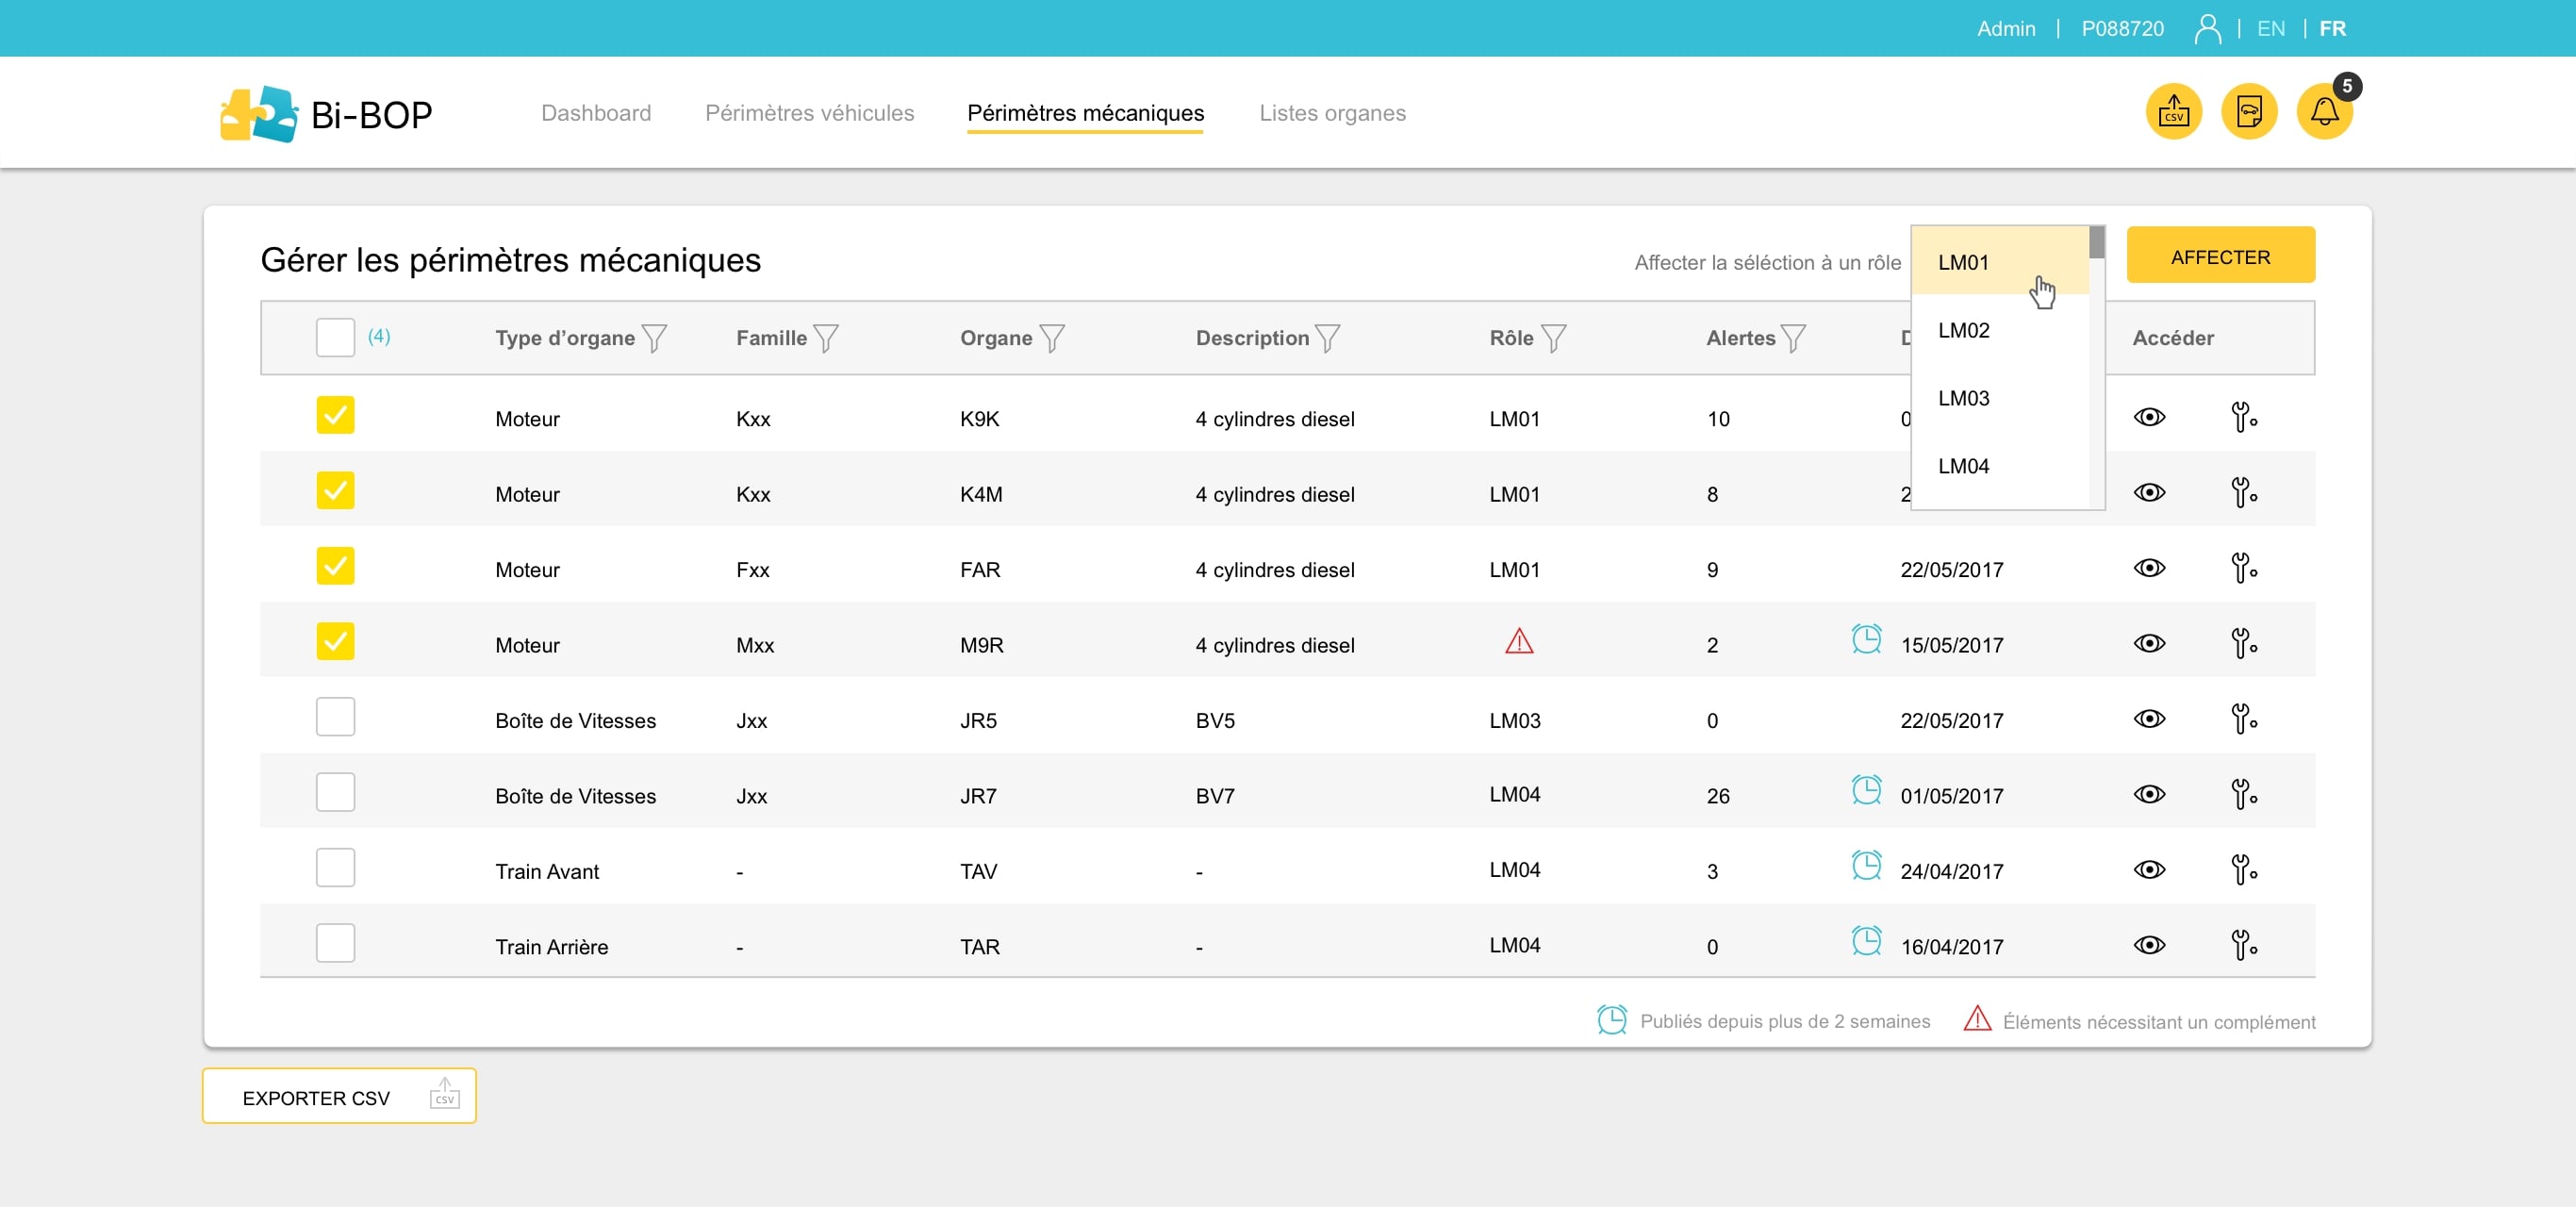 Admin | P088720 | EN | FR
Bi-BOP Dashboard Périmètres véhicules Périmètres mécaniques Listes organes csv 5
Gérer les périmètres mécaniques Affecter la séléction à un rôle LM01 AFFECTER
(4) Type d’organe Famille Organe Description Rôle Alertes D LM02 Accéder
LM03
Moteur Kxx K9K 4 cylindres diesel LM01 10 0
LM04
Moteur Kxx K4M 4 cylindres diesel LM01 8 2
Moteur Fxx FAR 4 cylindres diesel LM01 9 22/05/2017
Moteur Mxx M9R 4 cylindres diesel 2 15/05/2017
Boîte de Vitesses Jxx JR5 BV5 LM03 0 22/05/2017
Boîte de Vitesses Jxx JR7 BV7 LM04 26 01/05/2017
Train Avant - TAV - LM04 3 24/04/2017
Train Arrière - TAR - LM04 0 16/04/2017
Publiés depuis plus de 2 semaines Éléments nécessitant un complément
EXPORTER CSV csv